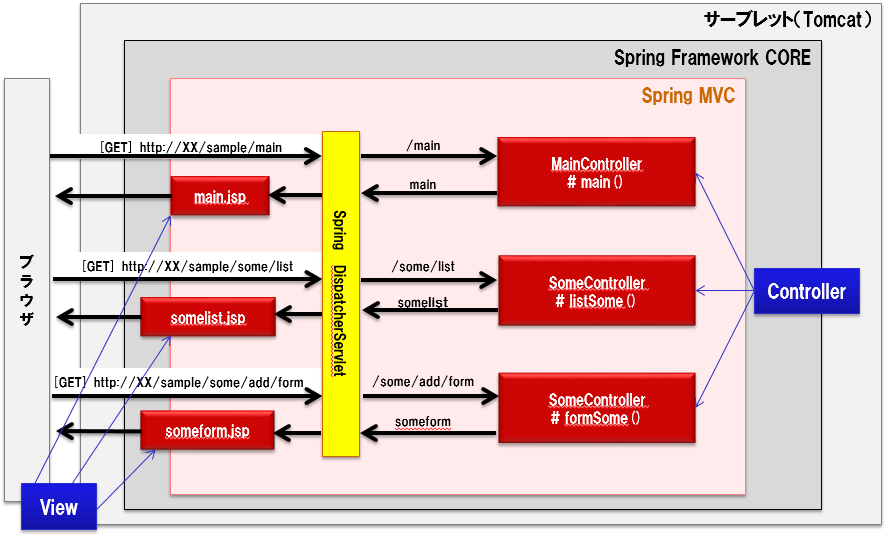 サーブレット(Tomcat)
Spring Framework CORE
Spring MVC
[GET] http://XX/sample/main
/main
MainController
# main()
main.jsp
main
ブラウザ
Spring DispatcherServlet
[GET] http://XX/sample/some/list
/some/list
SomeController
# listSome()
Controller
somelist.jsp
somelist
[GET] http://XX/sample/some/add/form
/some/add/form
SomeController
# formSome()
someform.jsp
someform
View